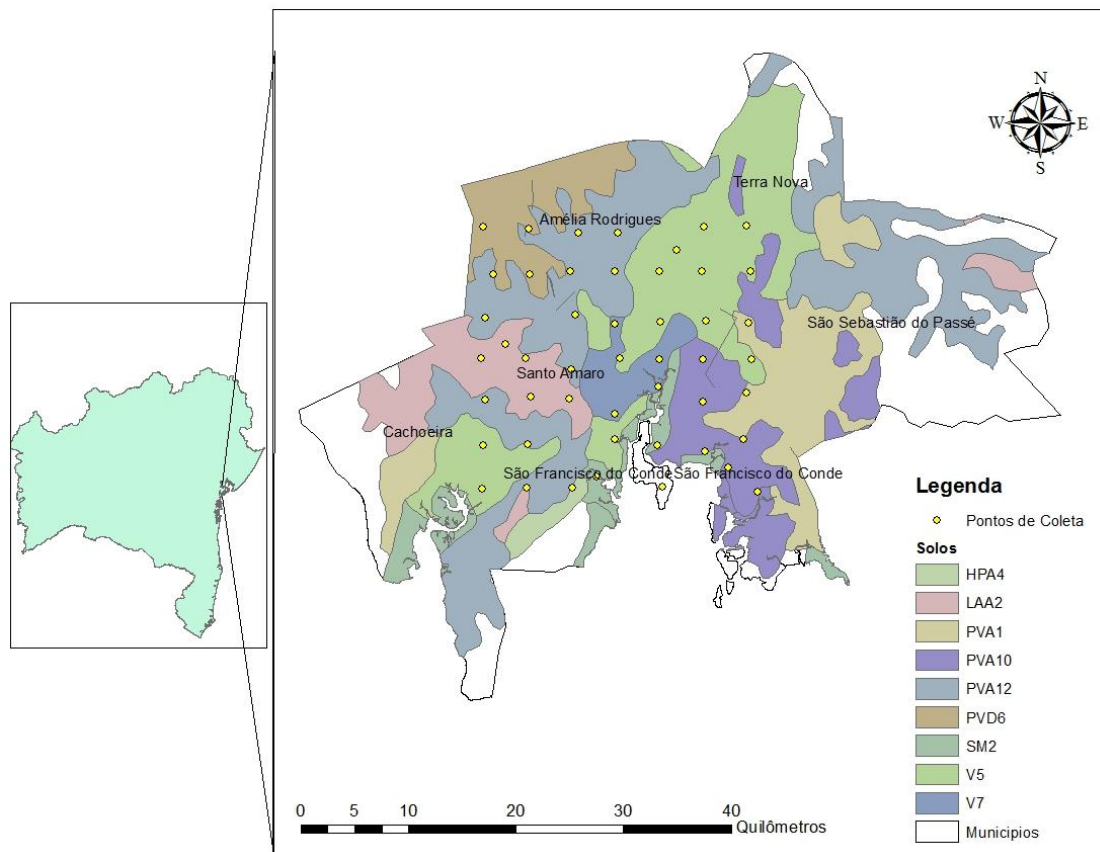 N
W E
S
Terra Nova
Amélia Rodrigues
São Sebastião do Passé
Santo Amaro
Cachoeira
São Francisco do Conde
São Francisco do Conde
Legenda
Pontos de Coleta
Solos
HPA4
LAA2
PVA1
PVA10
PVA12
PVD6
SM2
V5
V7
Municipios
0 5 10 20 30 40
Quilômetros